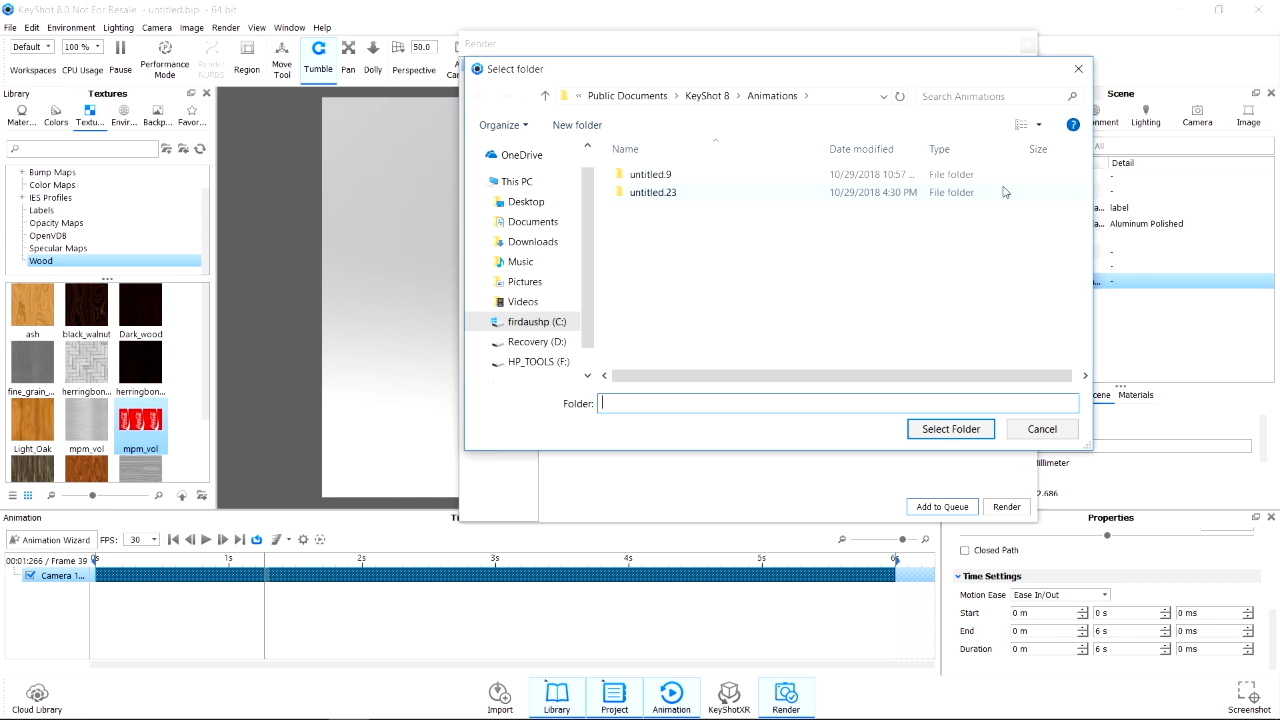 KeyShot 8.0 Not For Resale - untitled.bip - 64 bit
File Edit Environment Lighting Camera Image Render View Window Help
Render
Default 100 % 50.0
Workspaces CPU Usage Pause Performance Mode Render NURBS Region Move Tool Tumble Pan Dolly Perspective
Select folder
Library Textures
Scene
« Public Documents > KeyShot 8 > Animations >
Search Animations
Mater... Colors Textu... Envir... Backp... Favor...
Lighting Camera Image
Organize New folder
Name Date modified Type Size
All
Detail
untitled.9 10/29/2018 10:57 ... File folder
untitled.23 10/29/2018 4:30 PM File folder
OneDrive
This PC
Desktop
Documents
Downloads
Music
Pictures
Videos
firdaushp (C:)
Recovery (D:)
HP_TOOLS (F:)
label
Aluminum Polished
Bump Maps
Color Maps
IES Profiles
Labels
Opacity Maps
OpenVDB
Specular Maps
Wood
ash black_walnut Dark_wood
fine_grain_... herringbon... herringbon...
Light_Oak mpm_vol mpm_vol
Folder:
Select Folder Cancel
Materials
Add to Queue Render
Animation
Properties
Animation Wizard FPS: 30
0s 1s 2s 3s 4s 5s 6s
00:01:266 / Frame 39
Camera 1...
Closed Path
Time Settings
Motion Ease Ease In/Out
Start 0 m 0 s 0 ms
End 0 m 6 s 0 ms
Duration 0 m 6 s 0 ms
Cloud Library Import Library Project Animation KeyShotXR Render Screenshot